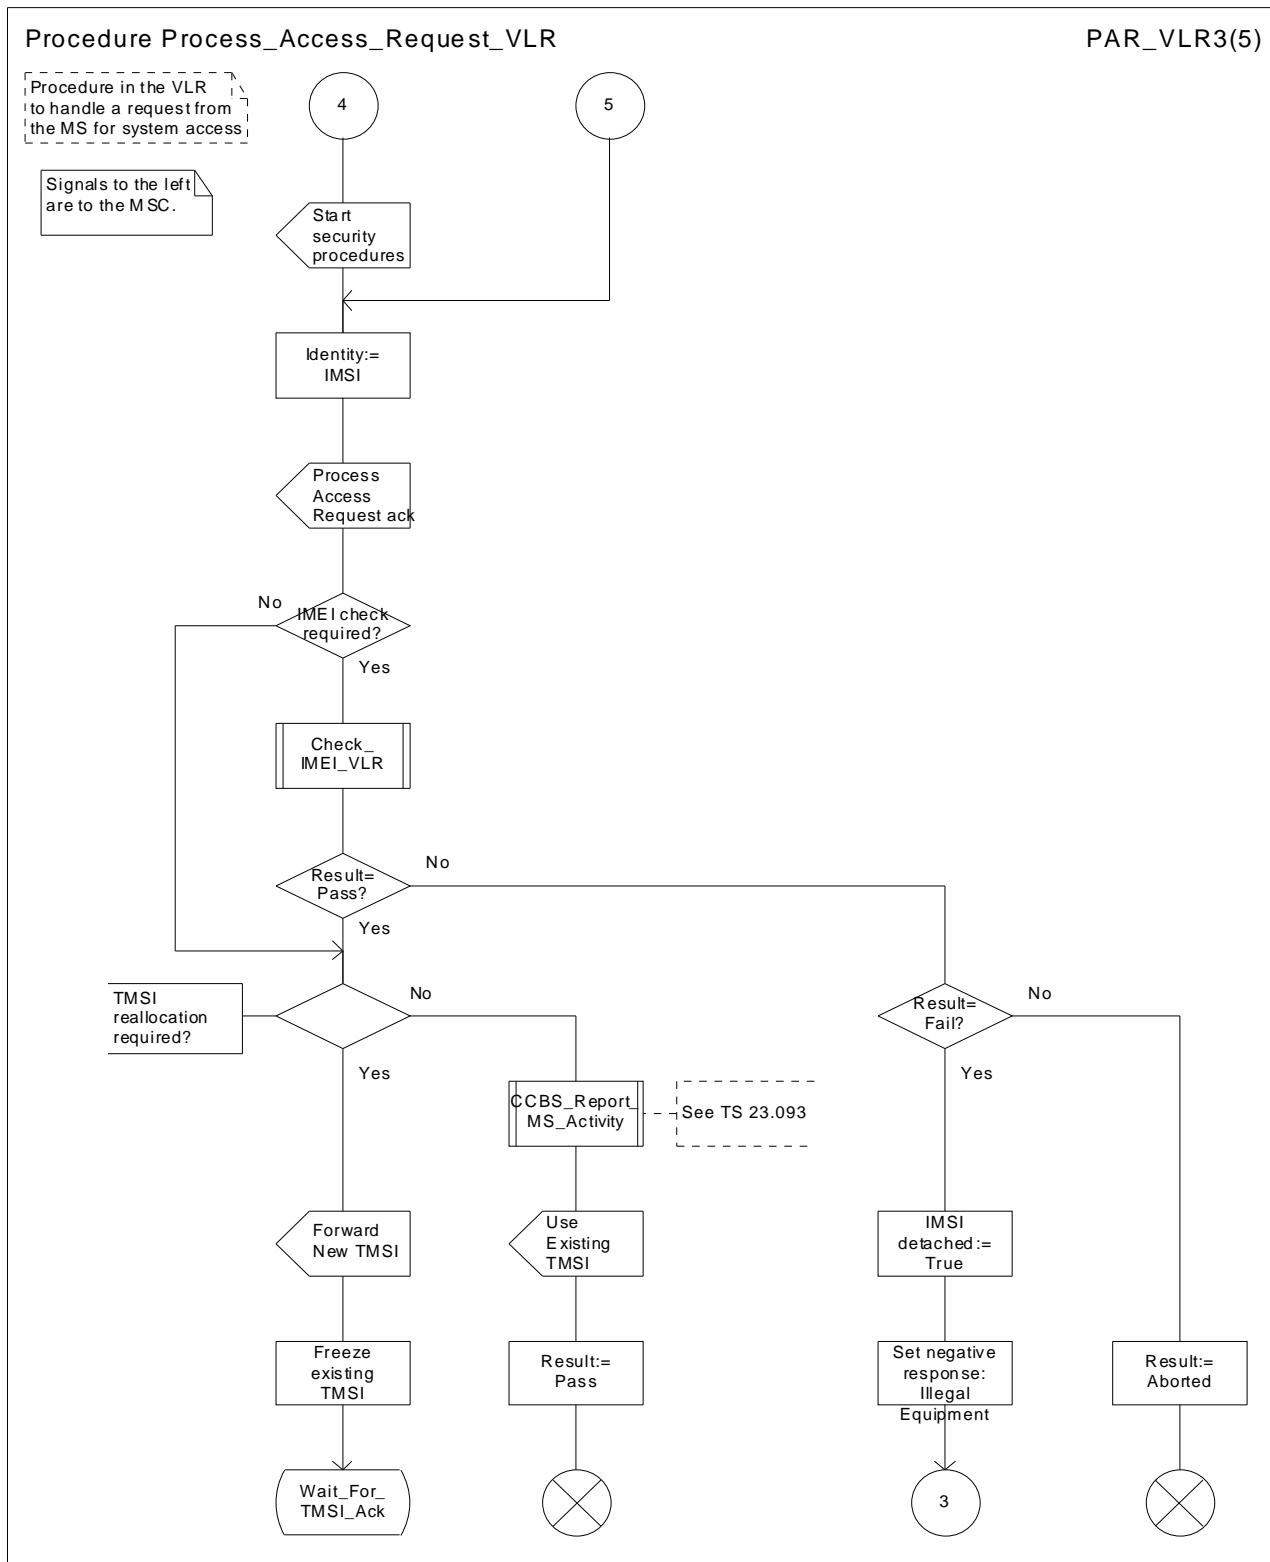 Procedure Process_Access_Request_VLR
PAR_VLR3(5)
Procedure in the VLR
to handle a request from
the MS for system access
4
5
Signals to the left
are to the MSC.
Start
security
procedures
Identity:=
IMSI
Process
Access
Request ack
No
IMEI check
required?
Yes
Check_
IMEI_VLR
No
Result=
Pass?
Yes
TMSI
reallocation
required?
No
Yes
Result=
Fail?
No
Yes
CCBS_Report_
MS_Activity
See TS 23.093
Forward
New TMSI
Use
Existing
TMSI
IMSI
detached:=
True
Freeze
existing
TMSI
Result:=
Pass
Set negative
response:
Illegal
Equipment
Result:=
Aborted
Wait_For_
TMSI_Ack
3